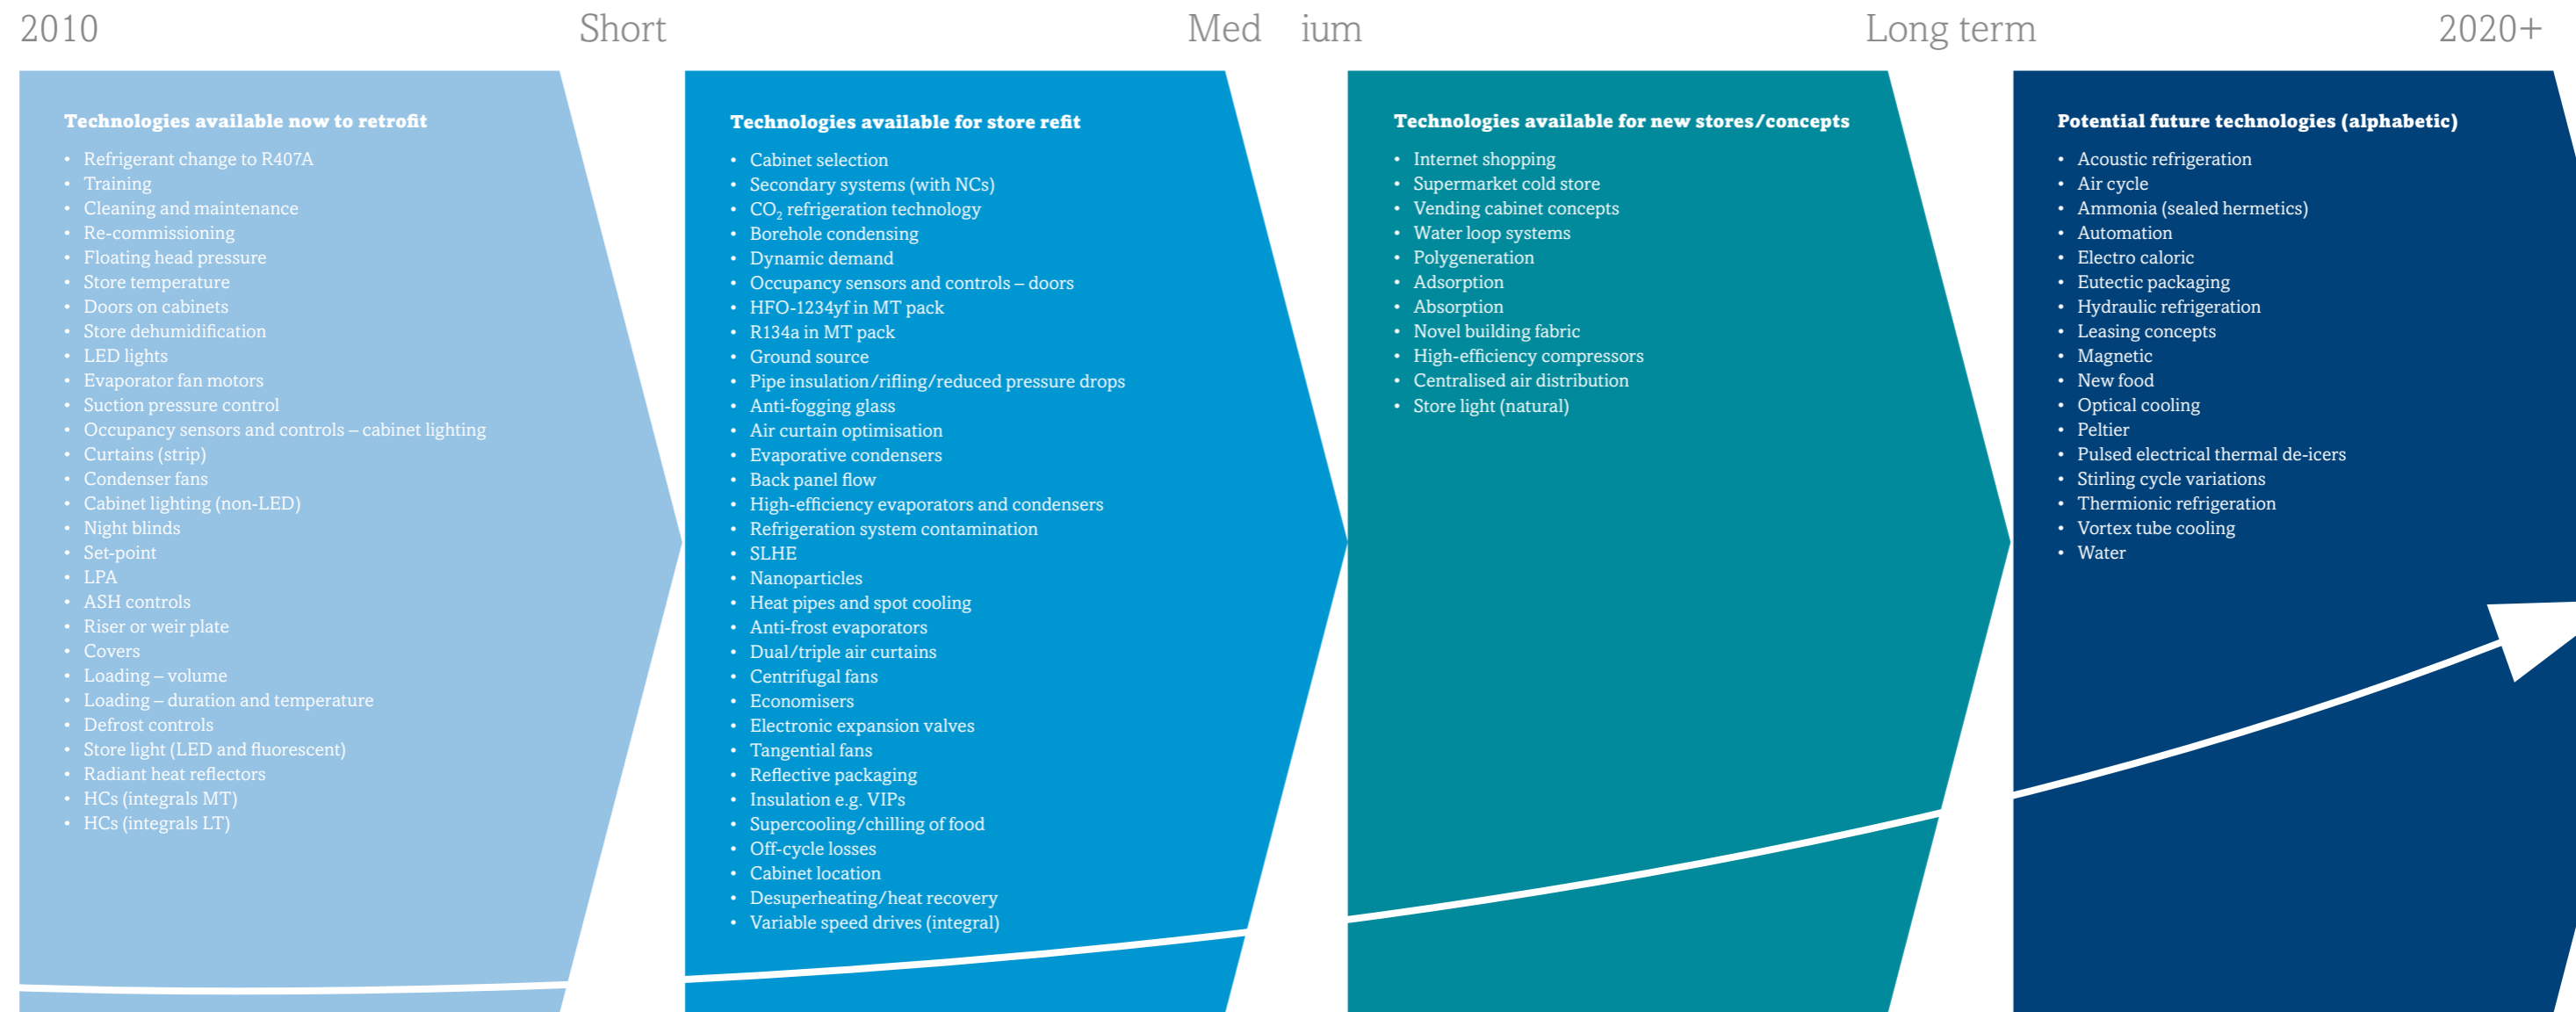 2010
Short
Med ium
Long term
2020+
Technologies available now to retrofit
• Refrigerant change to R407A
• Training
• Cleaning and maintenance
• Re-commissioning
• Floating head pressure
• Store temperature
• Doors on cabinets
• Store dehumidification
• LED lights
• Evaporator fan motors
• Suction pressure control
• Occupancy sensors and controls – cabinet lighting
• Curtains (strip)
• Condenser fans
• Cabinet lighting (non-LED)
• Night blinds
• Set-point
• LPA
• ASH controls
• Riser or weir plate
• Covers
• Loading – volume
• Loading – duration and temperature
• Defrost controls
• Store light (LED and fluorescent)
• Radiant heat reflectors
• HCs (integrals MT)
• HCs (integrals LT)
Technologies available for store refit
• Cabinet selection
• Secondary systems (with NCs)
• CO₂ refrigeration technology
• Borehole condensing
• Dynamic demand
• Occupancy sensors and controls – doors
• HFO-1234yf in MT pack
• R134a in MT pack
• Ground source
• Pipe insulation/rifling/reduced pressure drops
• Anti-fogging glass
• Air curtain optimisation
• Evaporative condensers
• Back panel flow
• High-efficiency evaporators and condensers
• Refrigeration system contamination
• SLHE
• Nanoparticles
• Heat pipes and spot cooling
• Anti-frost evaporators
• Dual/triple air curtains
• Centrifugal fans
• Economisers
• Electronic expansion valves
• Tangential fans
• Reflective packaging
• Insulation e.g. VIPs
• Supercooling/chilling of food
• Off-cycle losses
• Cabinet location
• Desuperheating/heat recovery
• Variable speed drives (integral)
Technologies available for new stores/concepts
• Internet shopping
• Supermarket cold store
• Vending cabinet concepts
• Water loop systems
• Polygeneration
• Adsorption
• Absorption
• Novel building fabric
• High-efficiency compressors
• Centralised air distribution
• Store light (natural)
Potential future technologies (alphabetic)
• Acoustic refrigeration
• Air cycle
• Ammonia (sealed hermetics)
• Automation
• Electro caloric
• Eutectic packaging
• Hydraulic refrigeration
• Leasing concepts
• Magnetic
• New food
• Optical cooling
• Peltier
• Pulsed electrical thermal de-icers
• Stirling cycle variations
• Thermionic refrigeration
• Vortex tube cooling
• Water